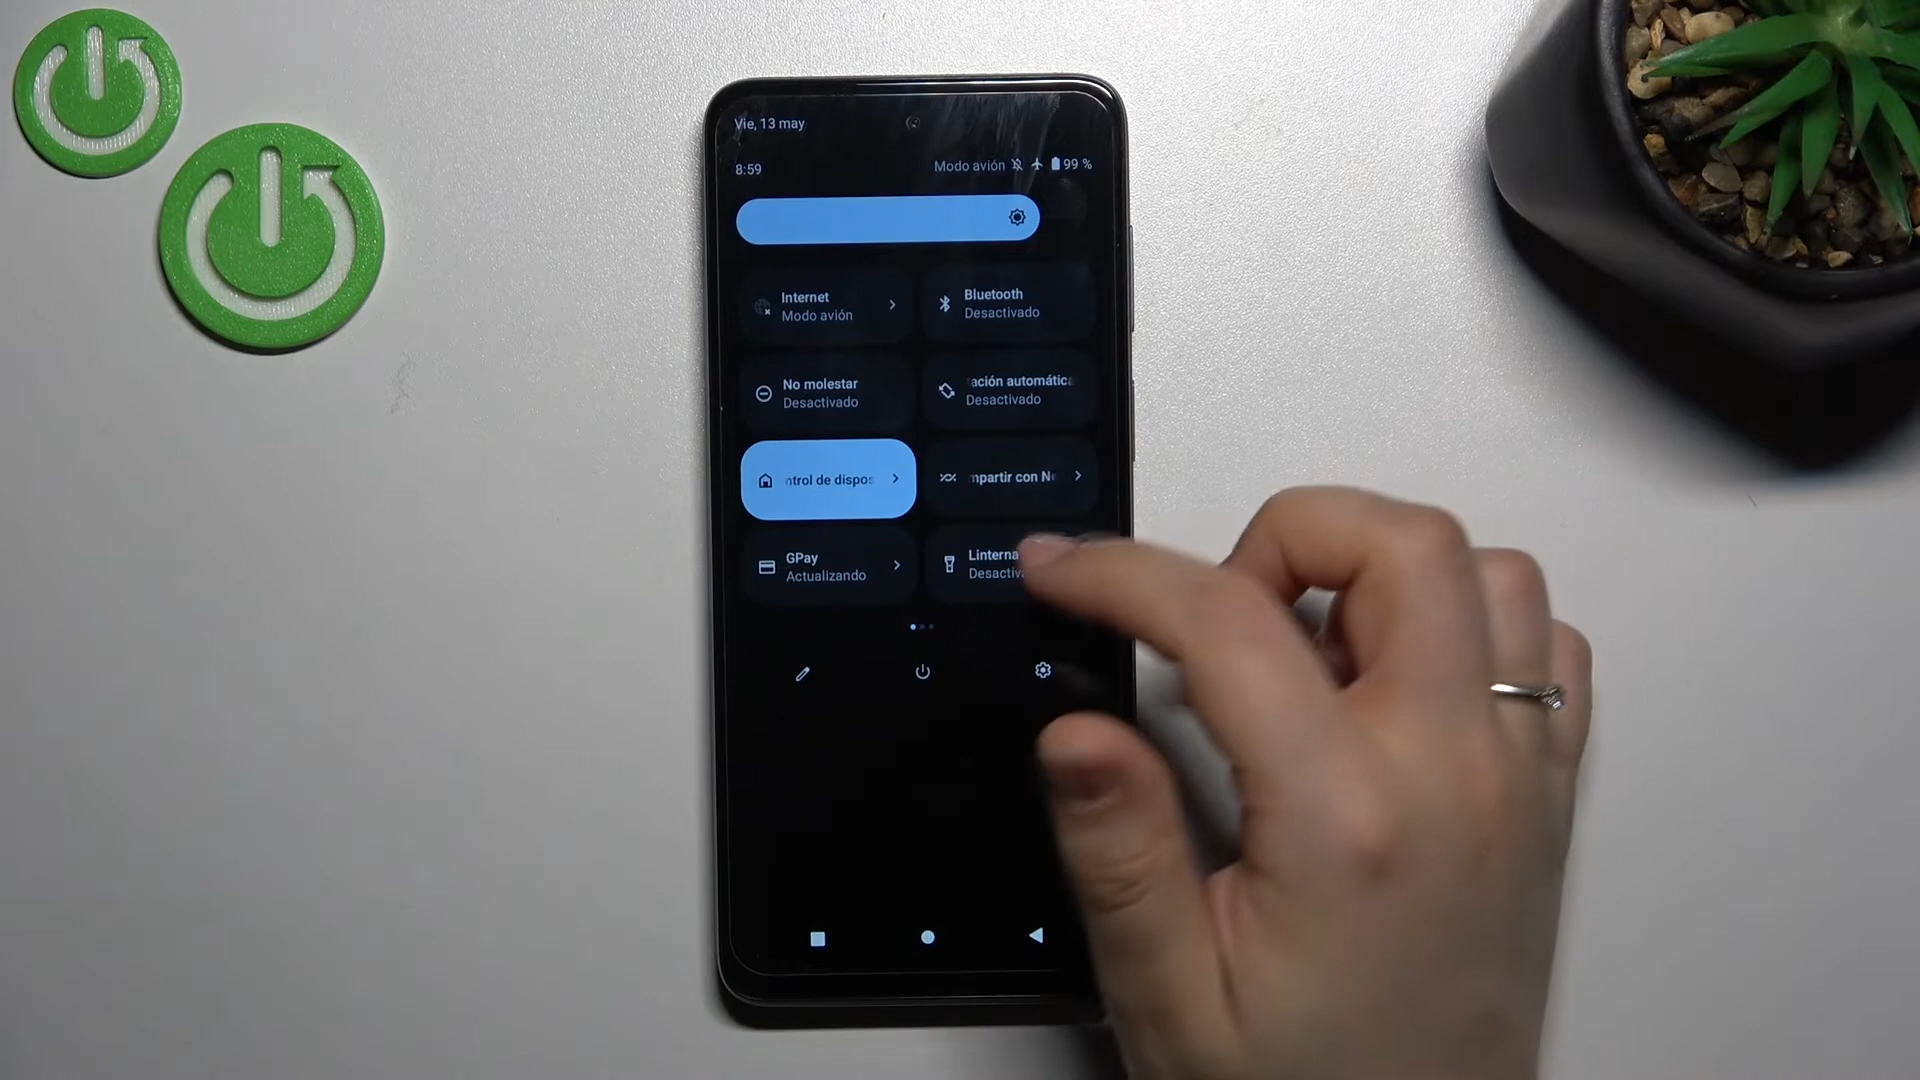 Vie, 13 may
8:59 Modo avión 99 %
Internet
Modo avión
Bluetooth
Desactivado
No molestar
Desactivado
ación automática
Desactivado
ntrol de dispos
mpartir con N
GPay
Actualizando
Linterna
Desactiv